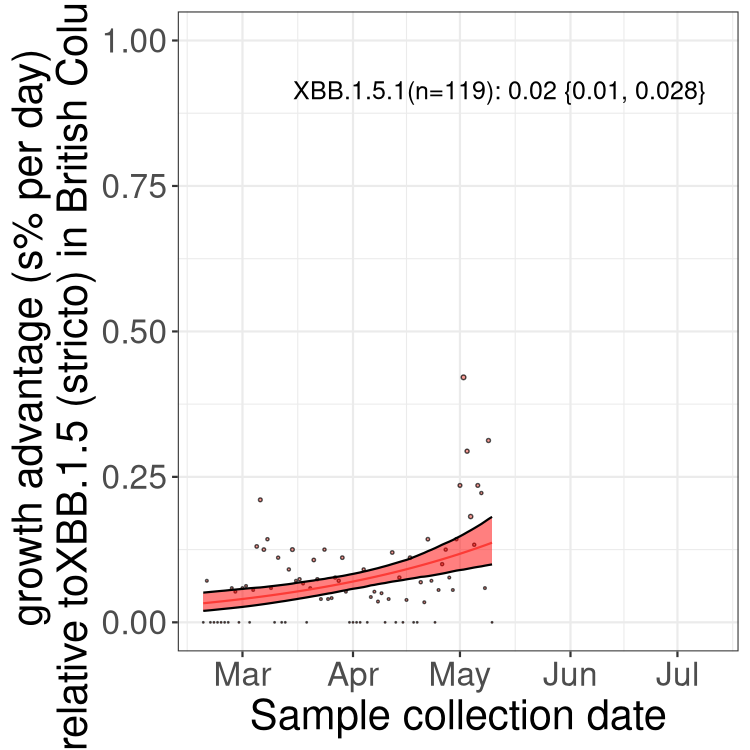 growth advantage (s% per day)
relative toXBB.1.5 (stricto) in British Colu
1.00
0.75
0.50
0.25
0.00
XBB.1.5.1(n=119): 0.02 {0.01, 0.028}
Mar Apr May Jun Jul
Sample collection date